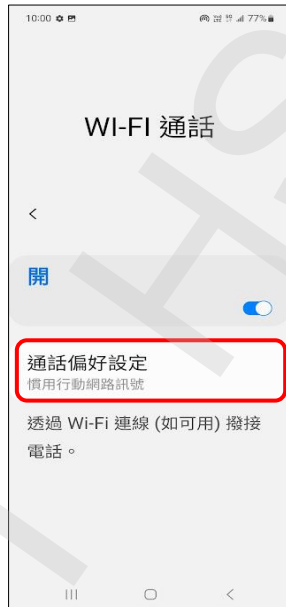 10:00 77%
WI-FI 通話
開
通話偏好設定
慣用行動網路訊號
透過 Wi-Fi 連線 (如可用) 撥接
電話。